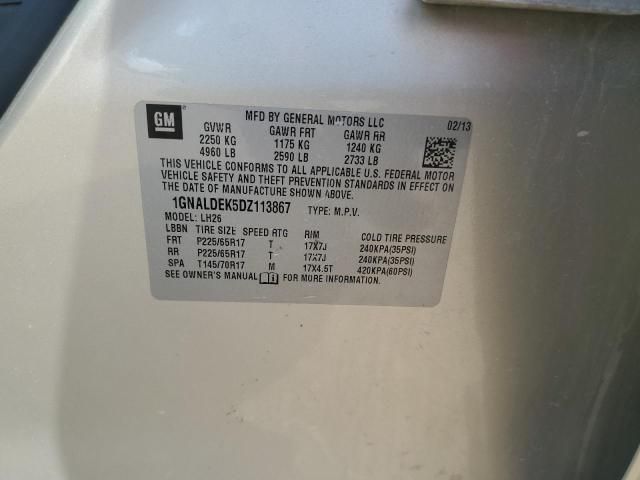 GM
MFD BY GENERAL MOTORS LLC 02/13
GVWR GAWR FRT GAWR RR
2250 KG 1175 KG 1240 KG
4960 LB 2590 LB 2733 LB
THIS VEHICLE CONFORMS TO ALL APPLICABLE U.S. FEDERAL MOTOR
VEHICLE SAFETY AND THEFT PREVENTION STANDARDS IN EFFECT ON
THE DATE OF MANUFACTURE SHOWN ABOVE.
1GNALDEK5DZ113867 TYPE: M.P.V.
MODEL: LH26
LBBN TIRE SIZE SPEED RTG RIM COLD TIRE PRESSURE
FRT P225/65R17 T 17X7J 240KPA(35PSI)
RR P225/65R17 T 17X7J 240KPA(35PSI)
SPA T145/70R17 M 17X4.5T 420KPA(60PSI)
SEE OWNER'S MANUAL FOR MORE INFORMATION.